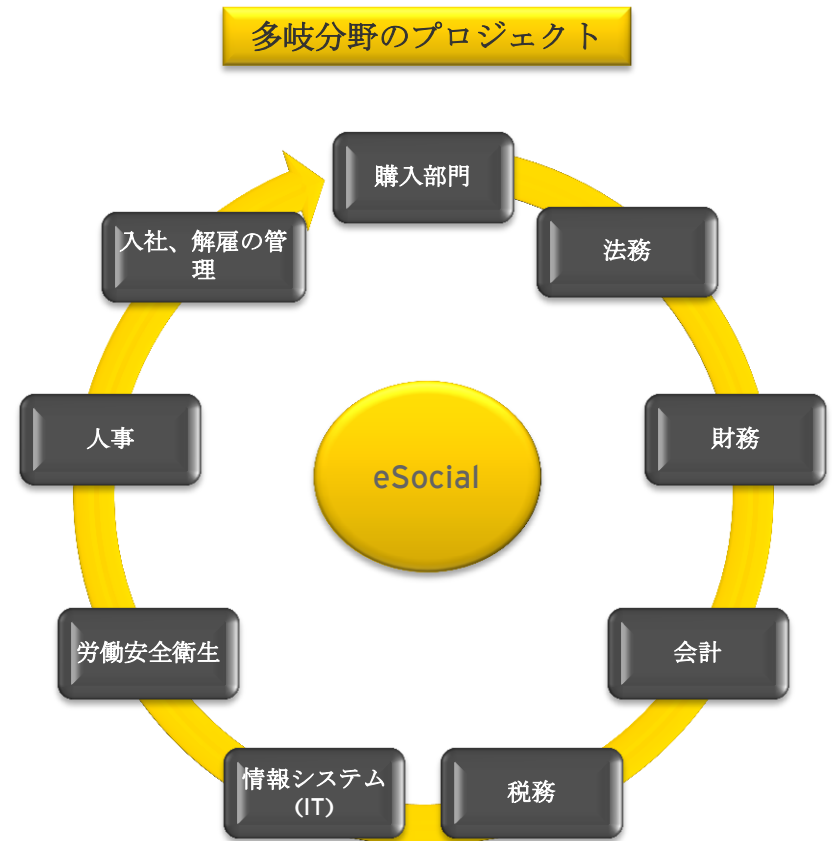 多岐分野のプロジェクト
購入部門
法務
財務
会計
税務
情報システム
(IT)
労働安全衛生
人事
入社、解雇の管
理
eSocial